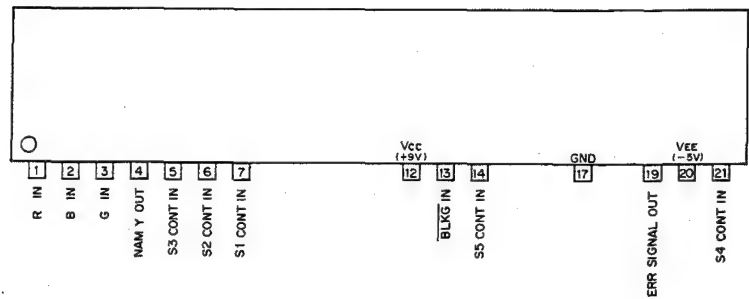 VCC
(+9V)
GND
VEE
(-5V)
1
2
3
4
5
6
7
12
13
14
17
19
20
21
R IN
B IN
G IN
NAM Y OUT
S3 CONT IN
S2 CONT IN
S1 CONT IN
BLKG IN
S5 CONT IN
ERR SIGNAL OUT
S4 CONT IN